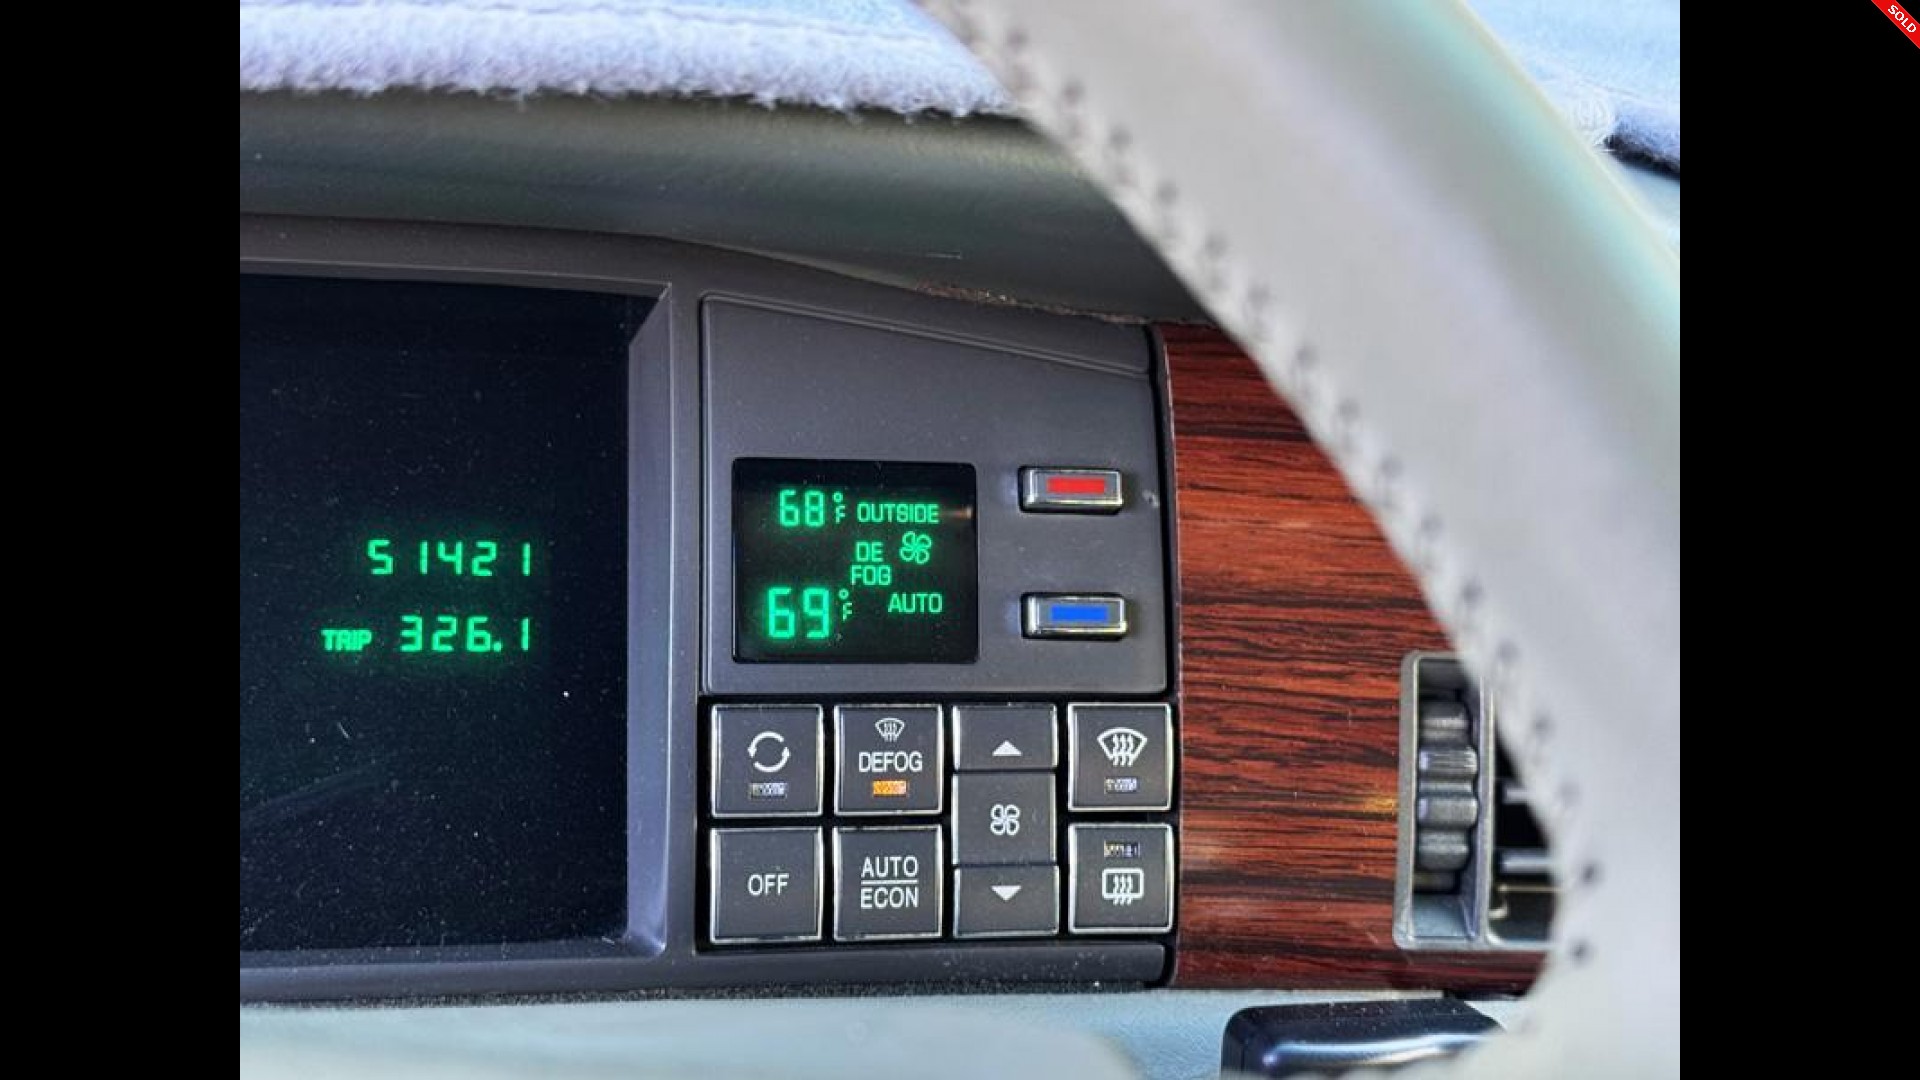 SOLD
51421
TRIP 326.1
68°F OUTSIDE
DE
FOG
69°F AUTO
DEFOG
OFF
AUTO
ECON